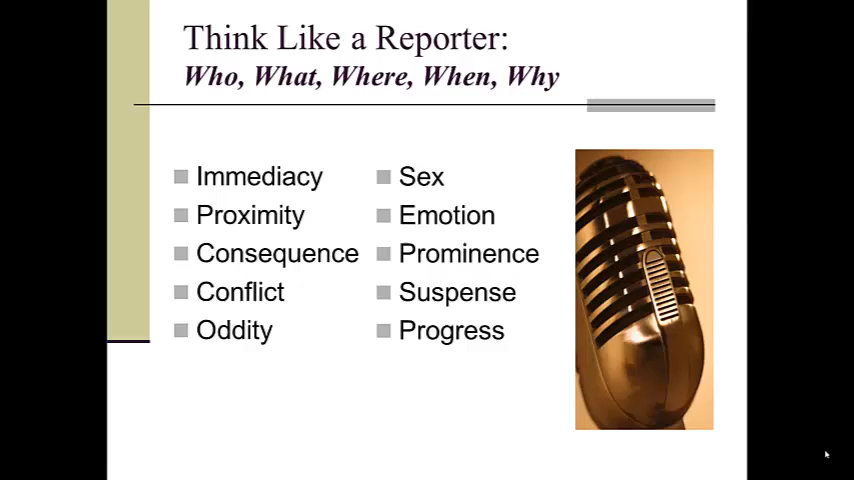 Think Like a Reporter:
Who, What, Where, When, Why
Immediacy
Proximity
Consequence
Conflict
Oddity
Sex
Emotion
Prominence
Suspense
Progress